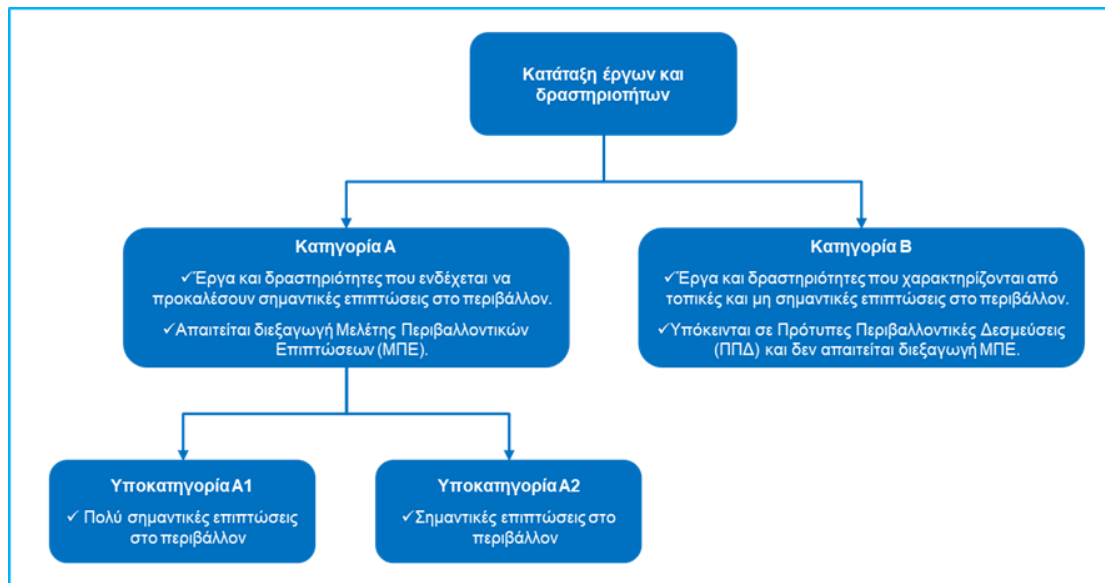 Κατάταξη έργων και
δραστηριοτήτων
Κατηγορία Α
✓Έργα και δραστηριότητες που ενδέχεται να
προκαλέσουν σημαντικές επιπτώσεις στο περιβάλλον.
✓Απαιτείται διεξαγωγή Μελέτης Περιβαλλοντικών
Επιπτώσεων (ΜΠΕ).
Κατηγορία Β
✓Έργα και δραστηριότητες που χαρακτηρίζονται από
τοπικές και μη σημαντικές επιπτώσεις στο περιβάλλον.
✓Υπόκεινται σε Πρότυπες Περιβαλλοντικές Δεσμεύσεις
(ΠΠΔ) και δεν απαιτείται διεξαγωγή ΜΠΕ.
Υποκατηγορία Α1
✓ Πολύ σημαντικές επιπτώσεις
στο περιβάλλον
Υποκατηγορία Α2
✓Σημαντικές επιπτώσεις στο
περιβάλλον